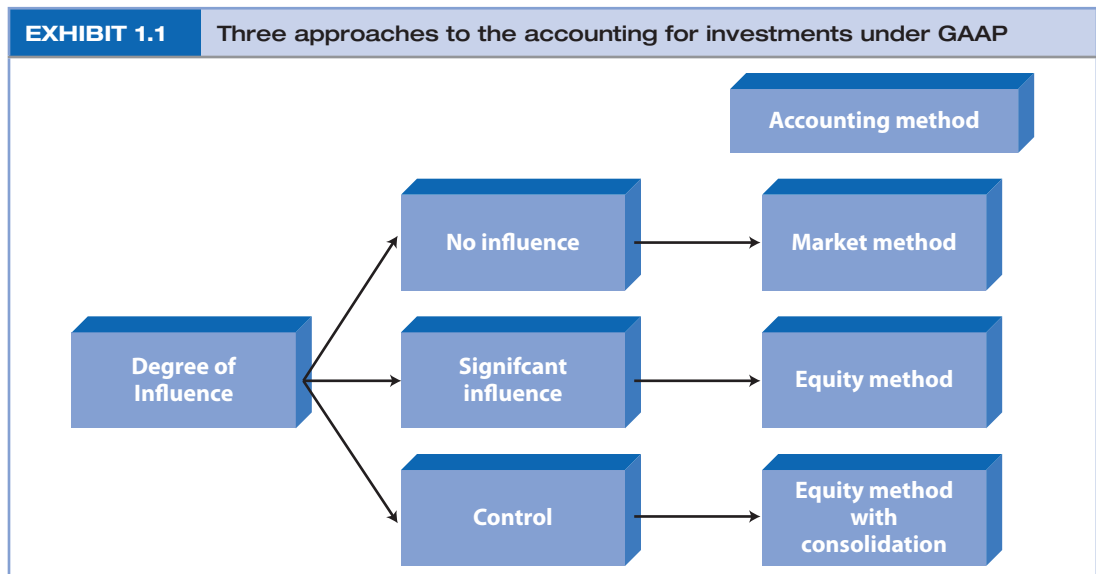 EXHIBIT 1.1
Three approaches to the accounting for investments under GAAP
Accounting method
No influence
Market method
Degree of
Influence
Signifcant
influence
Equity method
Control
Equity method
with
consolidation